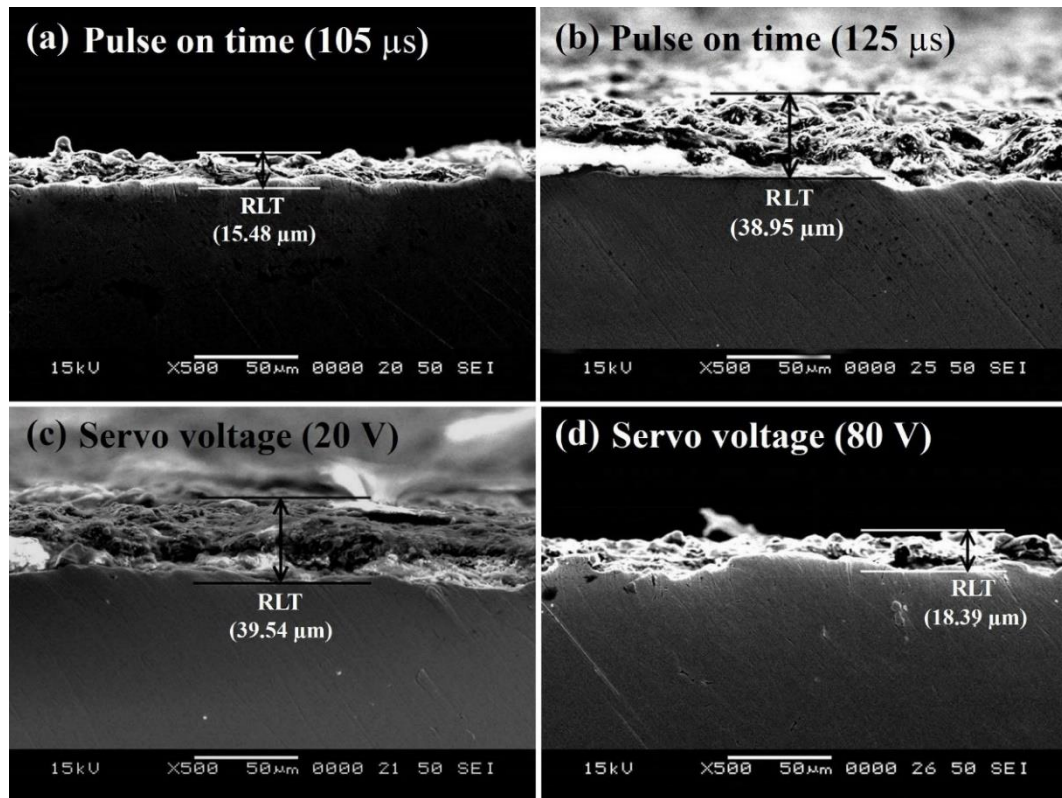 (a) Pulse on time (105 µs)
RLT
(15.48 µm)
15kV X500 50µm 0000 20 50 SEI
(b) Pulse on time (125 µs)
RLT
(38.95 µm)
15kV X500 50µm 0000 25 50 SEI
(c) Servo voltage (20 V)
RLT
(39.54 µm)
15kV X500 50µm 0000 21 50 SEI
(d) Servo voltage (80 V)
RLT
(18.39 µm)
15kV X500 50µm 0000 26 50 SEI